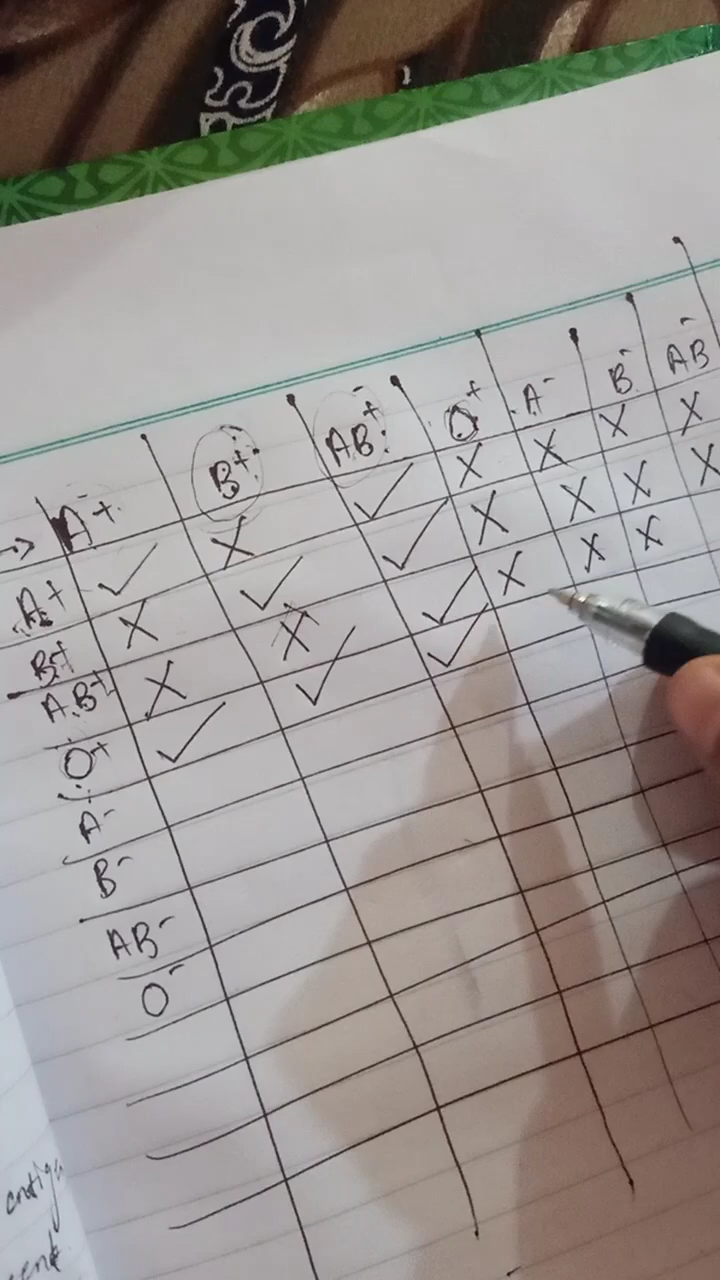 → A+ B+ AB+ O+ A- B- AB-
A+ ✓ X ✓ X X X X
B+ X ✓ ✓ X X X X
AB+ X X ✓ X X X
O+ ✓ ✓ ✓
A-
B-
AB-
O-